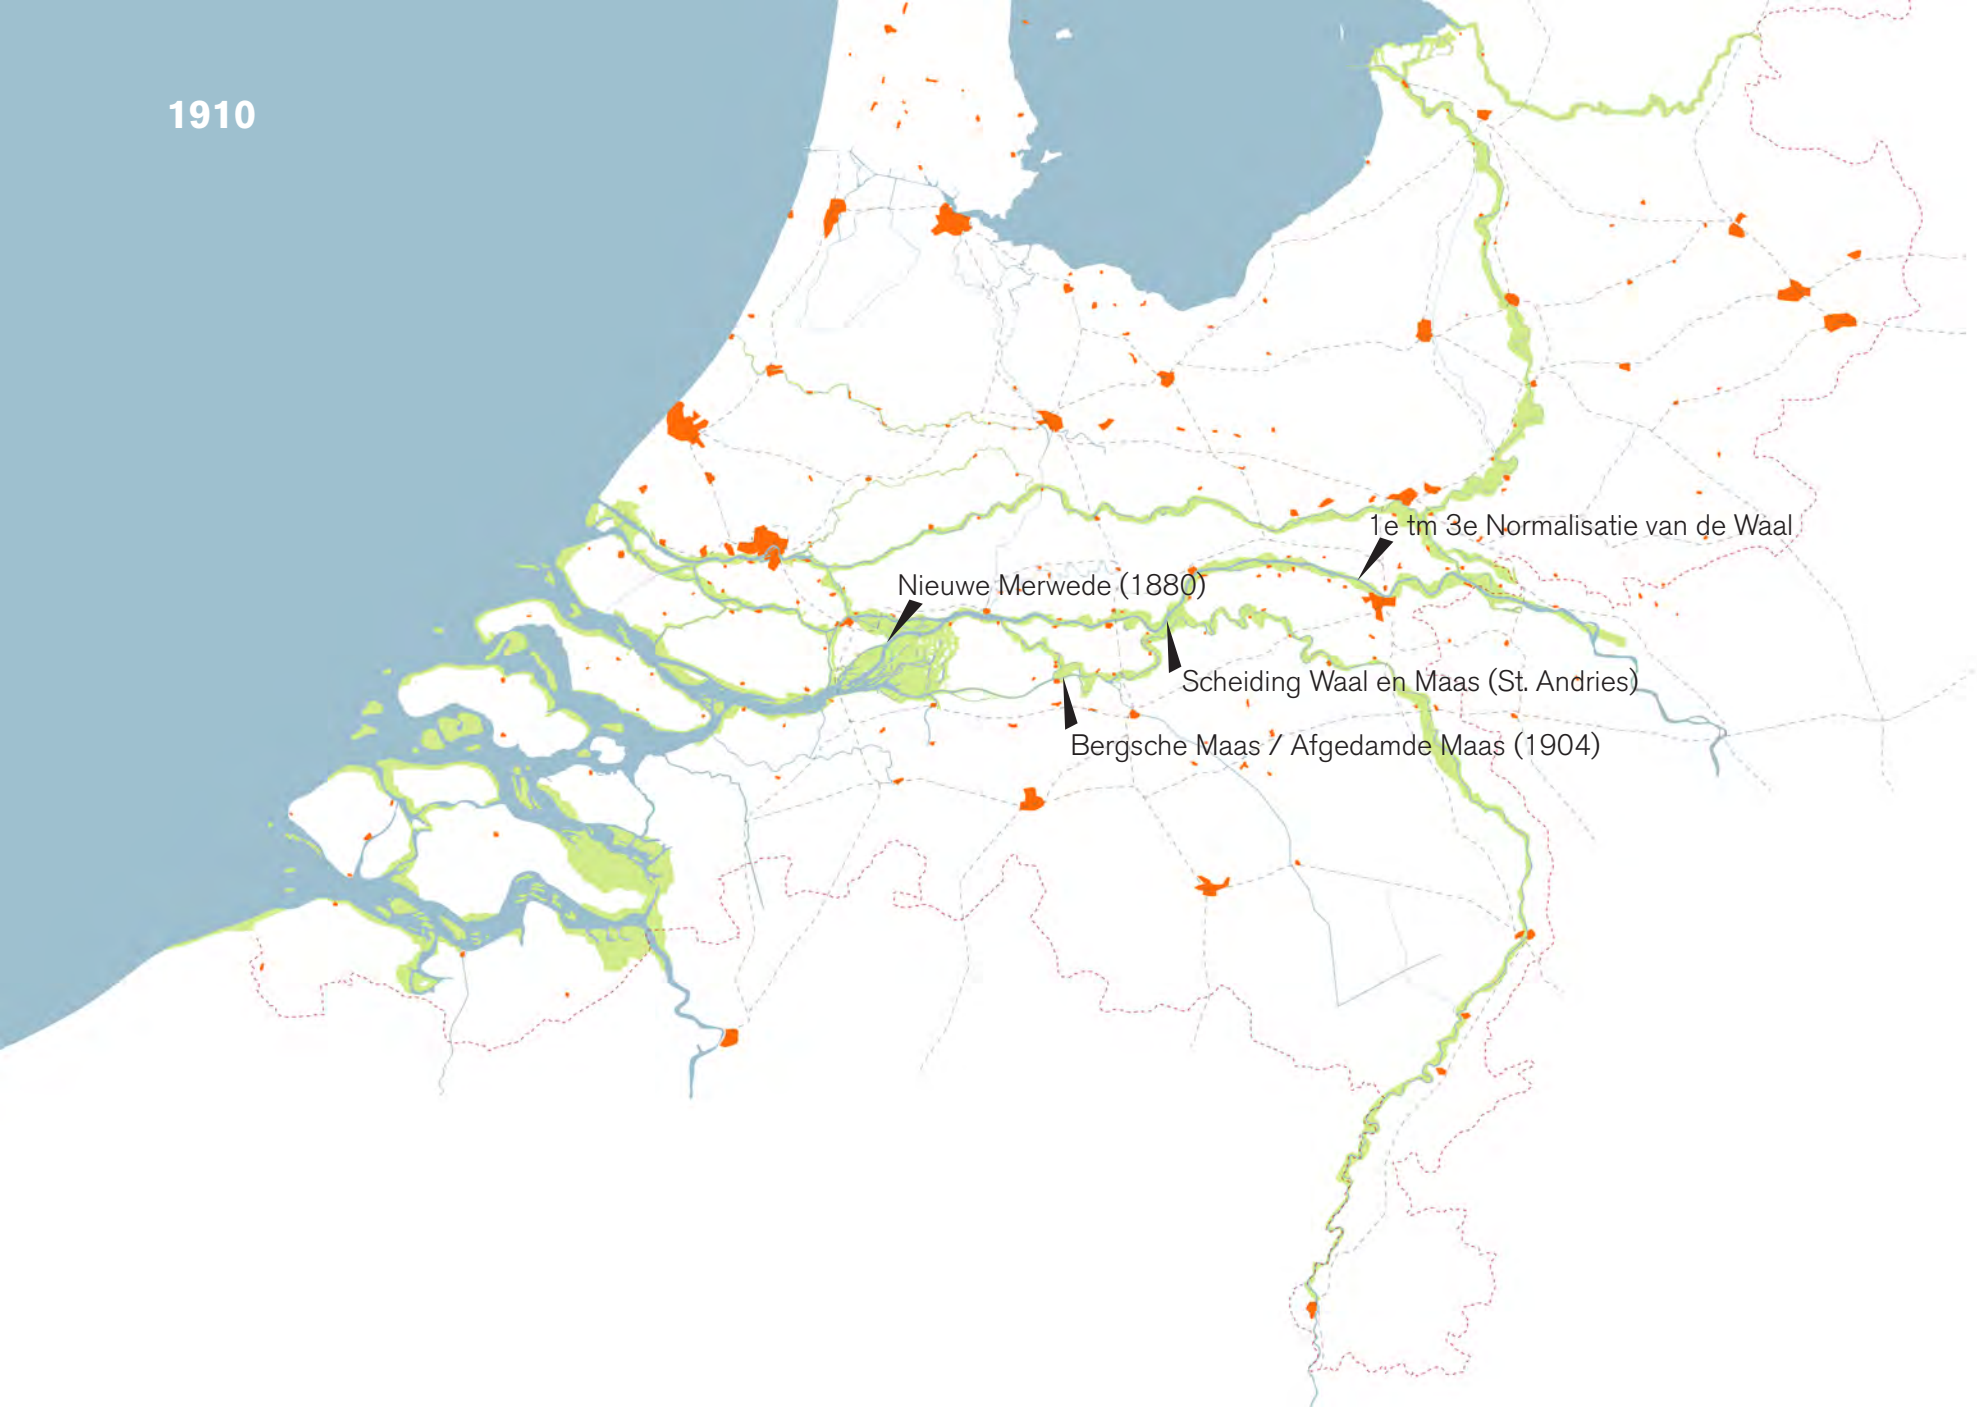 1910
1e tm 3e Normalisatie van de Waal
Nieuwe Merwede (1880)
Scheiding Waal en Maas (St. Andries)
Bergsche Maas / Afgedamde Maas (1904)